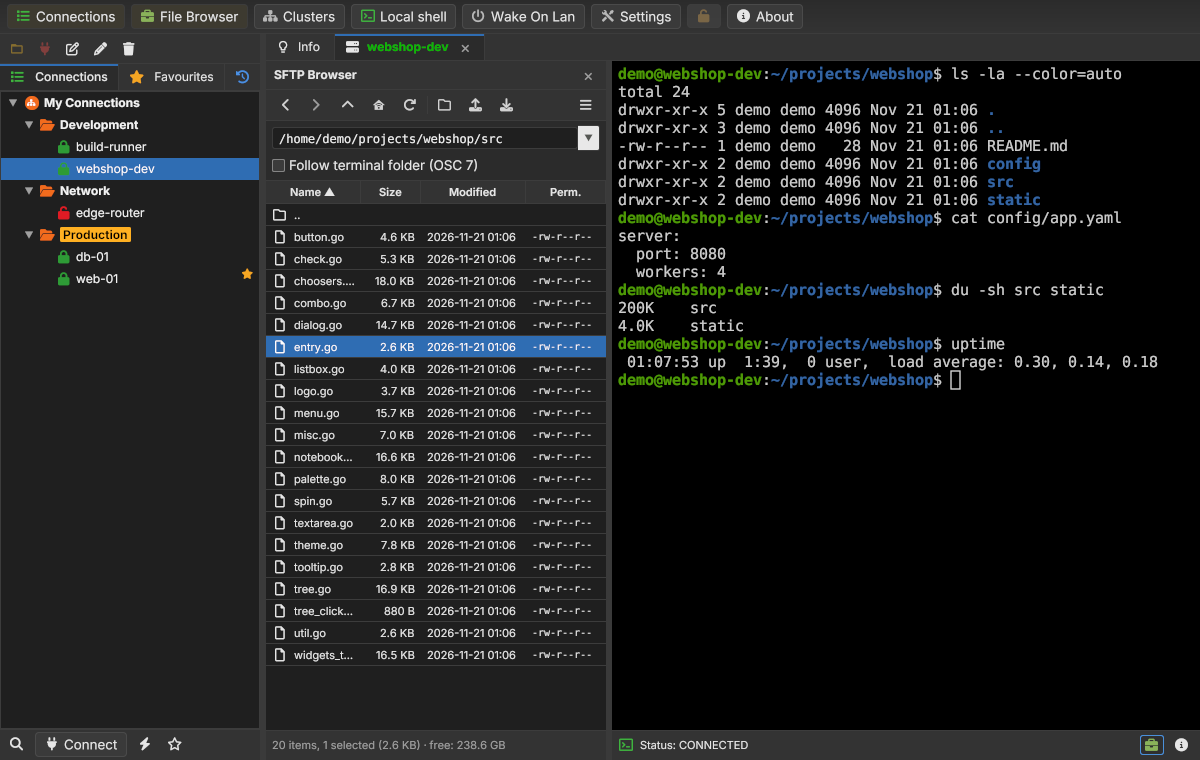 Connections File Browser Clusters Local shell Wake On Lan Settings About
Info webshop-dev
Connections Favourites
My Connections
Development
build-runner
webshop-dev
Network
edge-router
Production
db-01
web-01
Connect
SFTP Browser
/home/demo/projects/webshop/src
Follow terminal folder (OSC 7)
Name Size Modified Perm.
..
button.go 4.6 KB 2026-11-21 01:06 -rw-r--r--
check.go 5.3 KB 2026-11-21 01:06 -rw-r--r--
choosers.... 18.0 KB 2026-11-21 01:06 -rw-r--r--
combo.go 6.7 KB 2026-11-21 01:06 -rw-r--r--
dialog.go 14.7 KB 2026-11-21 01:06 -rw-r--r--
entry.go 2.6 KB 2026-11-21 01:06 -rw-r--r--
listbox.go 4.0 KB 2026-11-21 01:06 -rw-r--r--
logo.go 3.7 KB 2026-11-21 01:06 -rw-r--r--
menu.go 15.7 KB 2026-11-21 01:06 -rw-r--r--
misc.go 7.0 KB 2026-11-21 01:06 -rw-r--r--
notebook... 16.6 KB 2026-11-21 01:06 -rw-r--r--
palette.go 8.0 KB 2026-11-21 01:06 -rw-r--r--
spin.go 5.7 KB 2026-11-21 01:06 -rw-r--r--
textarea.go 2.0 KB 2026-11-21 01:06 -rw-r--r--
theme.go 7.8 KB 2026-11-21 01:06 -rw-r--r--
tooltip.go 2.8 KB 2026-11-21 01:06 -rw-r--r--
tree.go 16.9 KB 2026-11-21 01:06 -rw-r--r--
tree_click... 880 B 2026-11-21 01:06 -rw-r--r--
util.go 2.6 KB 2026-11-21 01:06 -rw-r--r--
widgets_t... 16.5 KB 2026-11-21 01:06 -rw-r--r--
20 items, 1 selected (2.6 KB) · free: 238.6 GB
demo@webshop-dev:~/projects/webshop$ ls -la --color=auto
total 24
drwxr-xr-x 5 demo demo 4096 Nov 21 01:06 .
drwxr-xr-x 3 demo demo 4096 Nov 21 01:06 ..
-rw-r--r-- 1 demo demo   28 Nov 21 01:06 README.md
drwxr-xr-x 2 demo demo 4096 Nov 21 01:06 config
drwxr-xr-x 2 demo demo 4096 Nov 21 01:06 src
drwxr-xr-x 2 demo demo 4096 Nov 21 01:06 static
demo@webshop-dev:~/projects/webshop$ cat config/app.yaml
server:
  port: 8080
  workers: 4
demo@webshop-dev:~/projects/webshop$ du -sh src static
200K    src
4.0K    static
demo@webshop-dev:~/projects/webshop$ uptime
 01:07:53 up  1:39,  0 user,  load average: 0.30, 0.14, 0.18
demo@webshop-dev:~/projects/webshop$
Status: CONNECTED